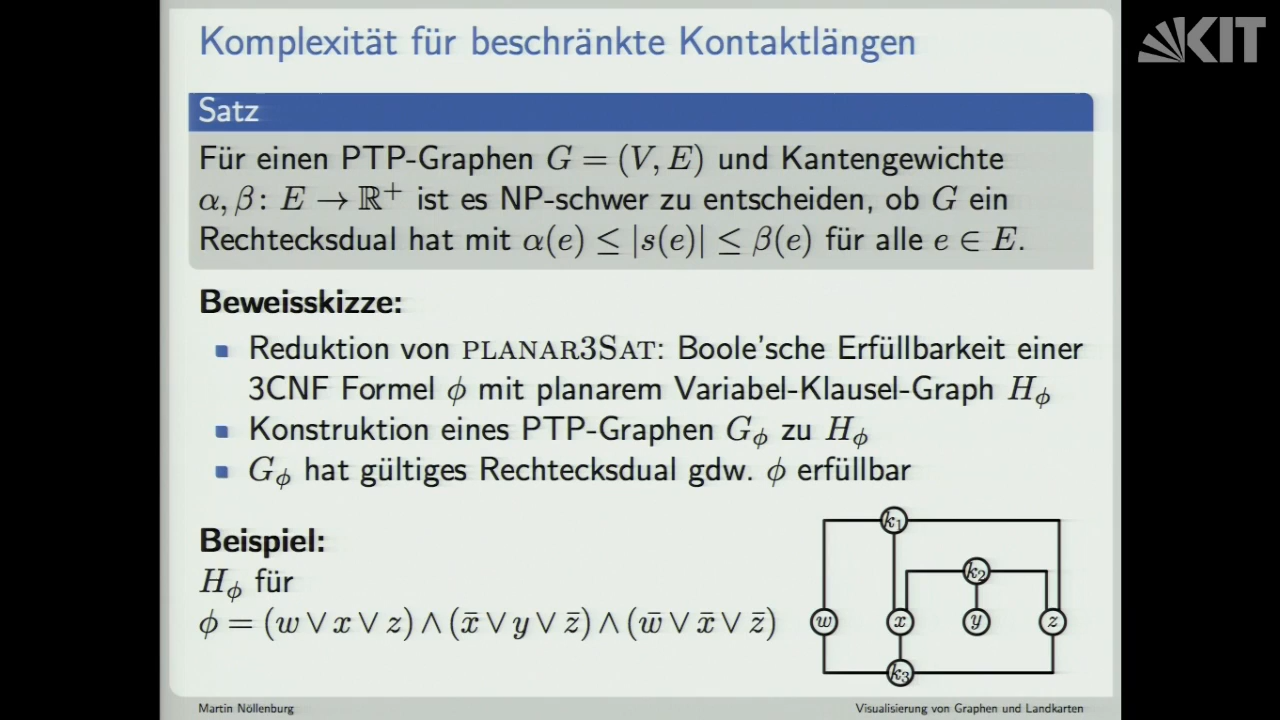 Komplexität für beschränkte Kontaktlängen
KIT
Satz
Für einen PTP-Graphen G = (V, E) und Kantengewichte
α, β: E → ℝ⁺ ist es NP-schwer zu entscheiden, ob G ein
Rechtecksdual hat mit α(e) ≤ |s(e)| ≤ β(e) für alle e ∈ E.
Beweisskizze:
Reduktion von PLANAR3SAT: Boole'sche Erfüllbarkeit einer
3CNF Formel ϕ mit planarem Variabel-Klausel-Graph H_ϕ
Konstruktion eines PTP-Graphen G_ϕ zu H_ϕ
G_ϕ hat gültiges Rechtecksdual gdw. ϕ erfüllbar
Beispiel:
H_ϕ für
ϕ = (w ∨ x ∨ z) ∧ (x̄ ∨ y ∨ z̄) ∧ (w̄ ∨ x̄ ∨ z̄)
k₁
k₂
w x y z
k₃
Martin Nöllenburg
Visualisierung von Graphen und Landkarten